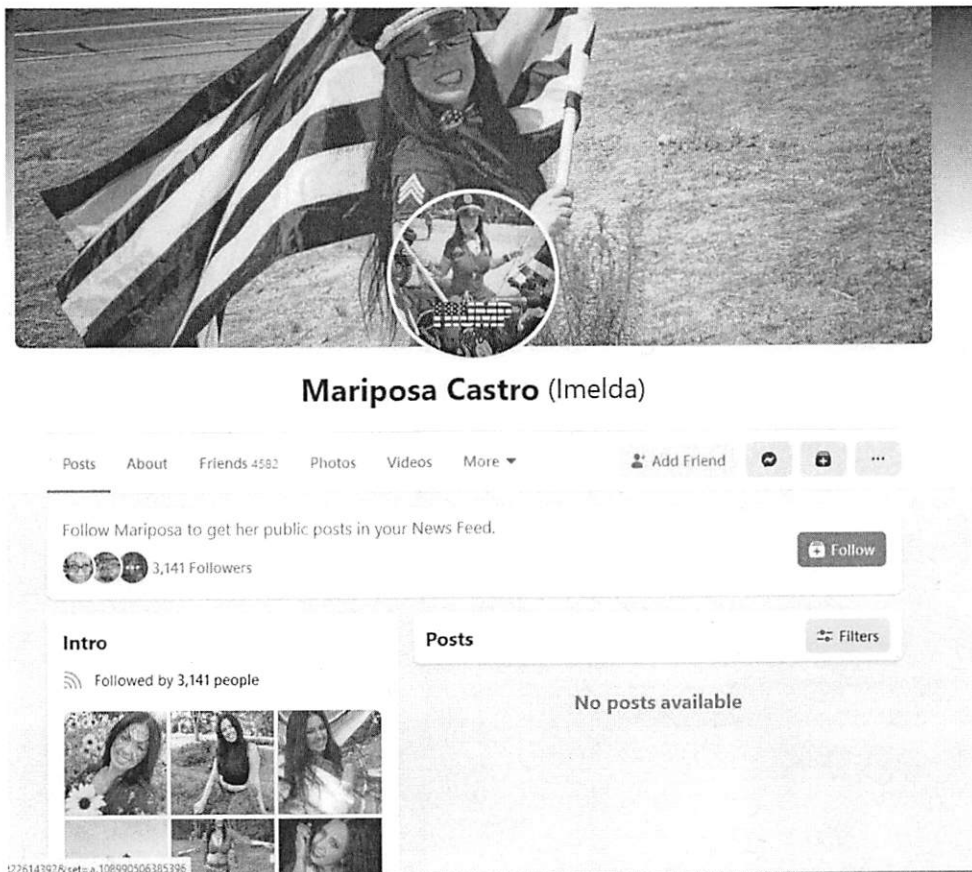 Mariposa Castro (Imelda)
Posts About Friends 4582 Photos Videos More Add Friend ...
Follow Mariposa to get her public posts in your News Feed.
3,141 Followers
Follow
Intro
Followed by 3,141 people
Posts
Filters
No posts available